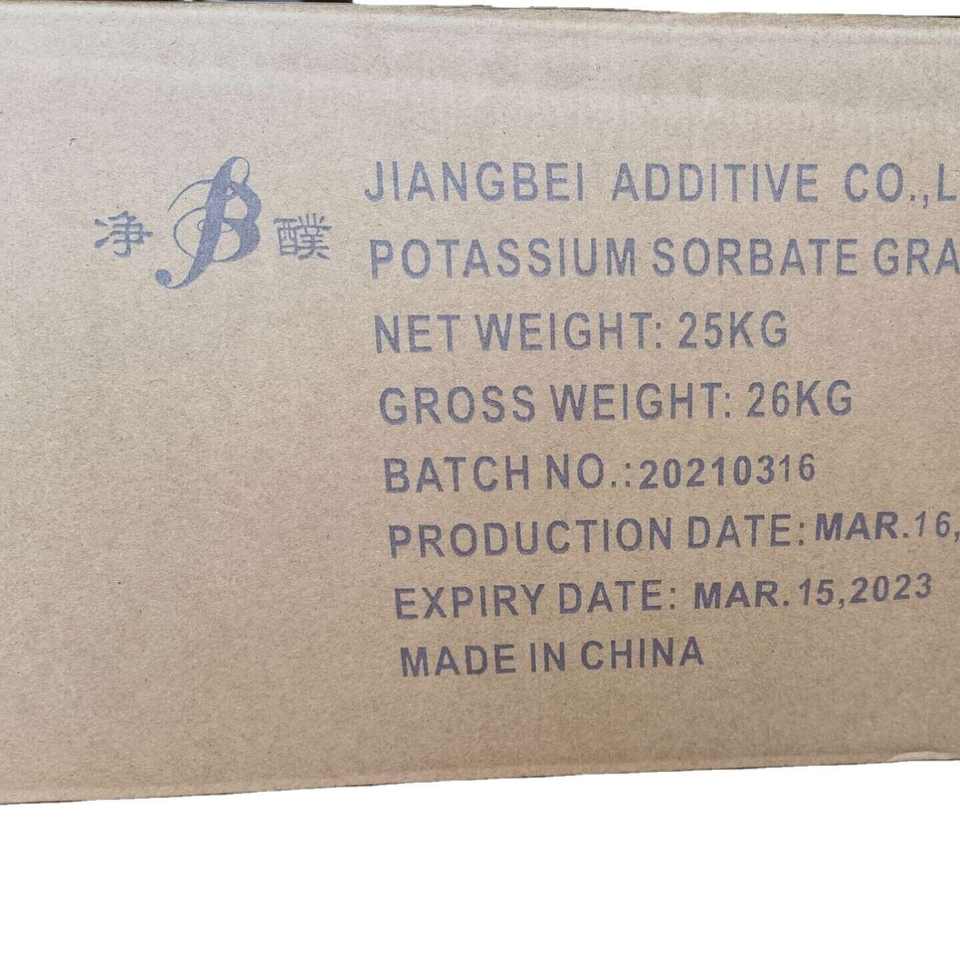 净 JB 醭
JIANGBEI ADDITIVE CO.,L
POTASSIUM SORBATE GRA
NET WEIGHT: 25KG
GROSS WEIGHT: 26KG
BATCH NO.:20210316
PRODUCTION DATE: MAR.16,
EXPIRY DATE: MAR.15,2023
MADE IN CHINA